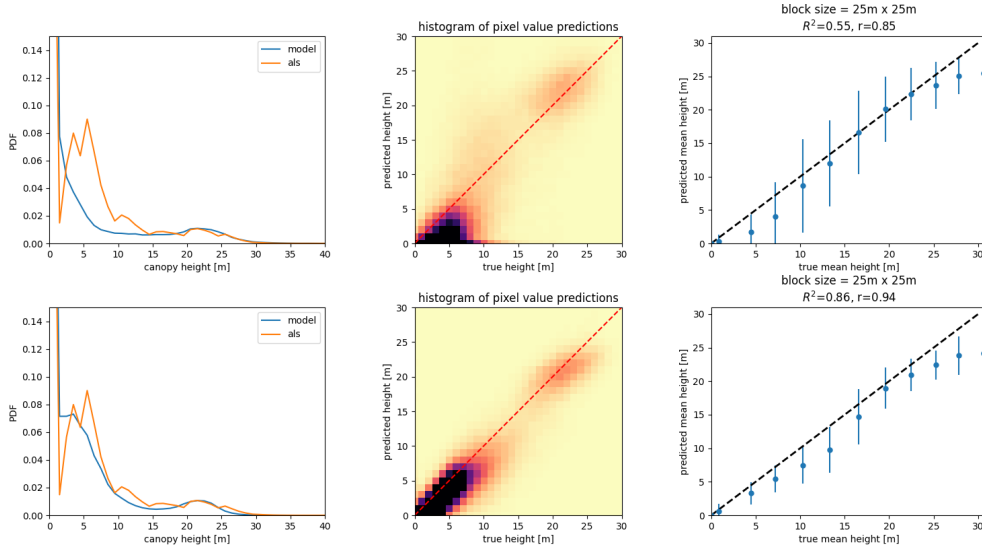 block size = 25m x 25m
R²=0.55, r=0.85
histogram of pixel value predictions
model
als
PDF
0.14
0.12
0.10
0.08
0.06
0.04
0.02
0.00
0 5 10 15 20 25 30 35 40
canopy height [m]
predicted height [m]
30
25
20
15
10
5
0
0 5 10 15 20 25 30
true height [m]
predicted mean height [m]
30
25
20
15
10
5
0
0 5 10 15 20 25 30
true mean height [m]
block size = 25m x 25m
R²=0.86, r=0.94
histogram of pixel value predictions
model
als
PDF
0.14
0.12
0.10
0.08
0.06
0.04
0.02
0.00
0 5 10 15 20 25 30 35 40
canopy height [m]
predicted height [m]
30
25
20
15
10
5
0
0 5 10 15 20 25 30
true height [m]
predicted mean height [m]
30
25
20
15
10
5
0
0 5 10 15 20 25 30
true mean height [m]